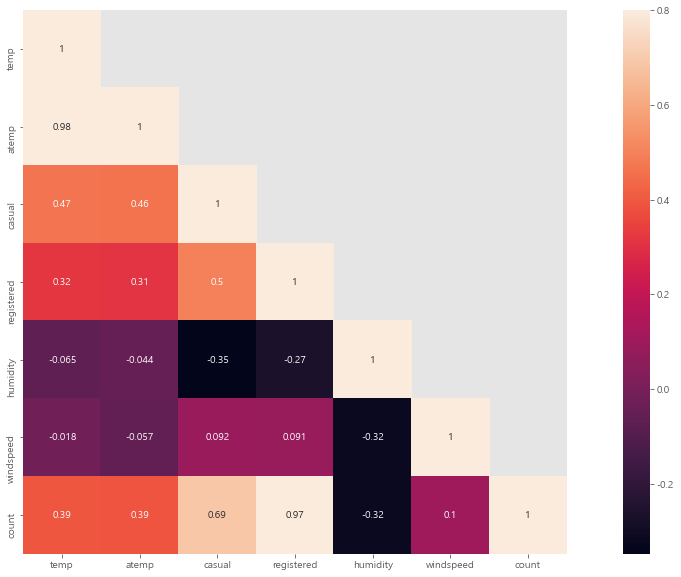 temp 1
atemp 0.98 1
casual 0.47 0.46 1
registered 0.32 0.31 0.5 1
humidity -0.065 -0.044 -0.35 -0.27 1
windspeed -0.018 -0.057 0.092 0.091 -0.32 1
count 0.39 0.39 0.69 0.97 -0.32 0.1 1
temp atemp casual registered humidity windspeed count
0.8
0.6
0.4
0.2
0.0
-0.2